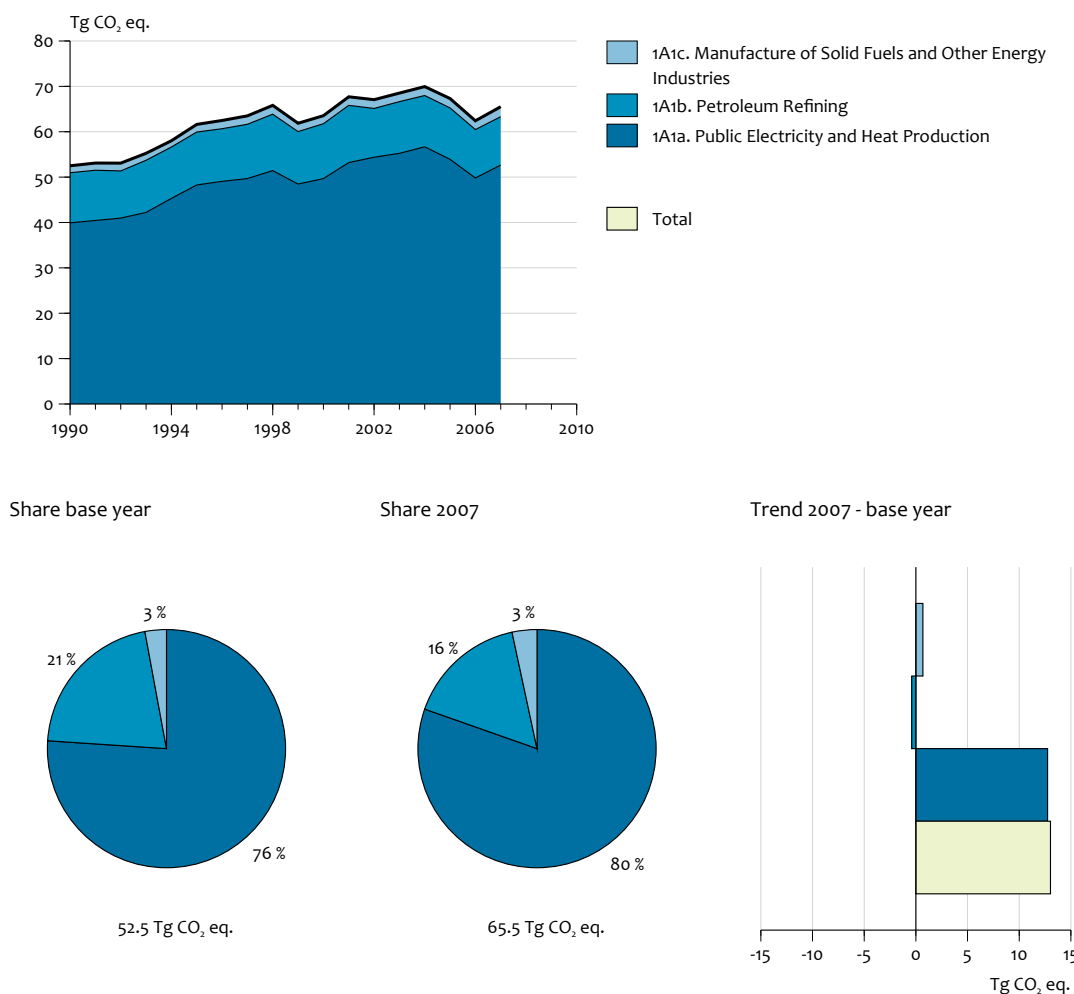 Tg CO₂ eq.
80
70
60
50
40
30
20
10
0
1990
1994
1998
2002
2006
2010
1A1c. Manufacture of Solid Fuels and Other Energy
Industries
1A1b. Petroleum Refining
1A1a. Public Electricity and Heat Production
Total
Share base year
Share 2007
Trend 2007 - base year
3 %
21 %
76 %
52.5 Tg CO₂ eq.
3 %
16 %
80 %
65.5 Tg CO₂ eq.
-15
-10
-5
0
5
10
15
Tg CO₂ eq.